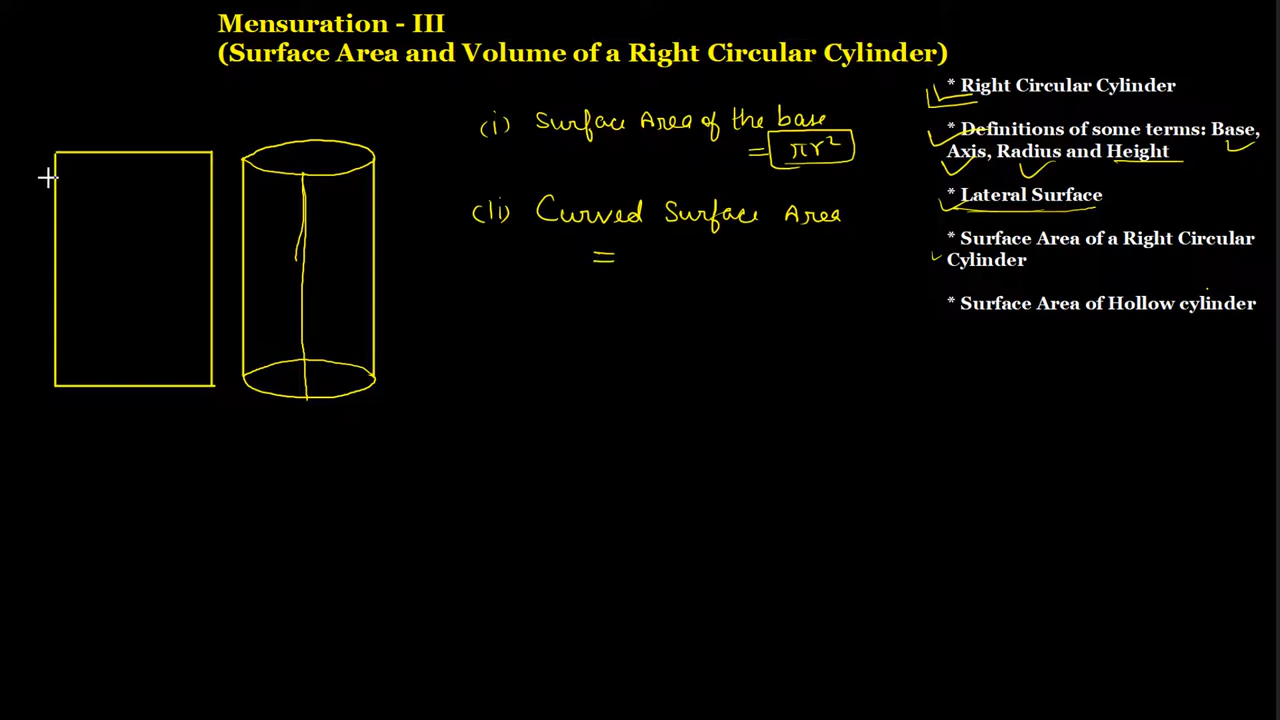 Mensuration - III
(Surface Area and Volume of a Right Circular Cylinder)
(i) Surface Area of the base
= πr²
(ii) Curved Surface Area
=
* Right Circular Cylinder
* Definitions of some terms: Base,
Axis, Radius and Height
* Lateral Surface
* Surface Area of a Right Circular
Cylinder
* Surface Area of Hollow cylinder